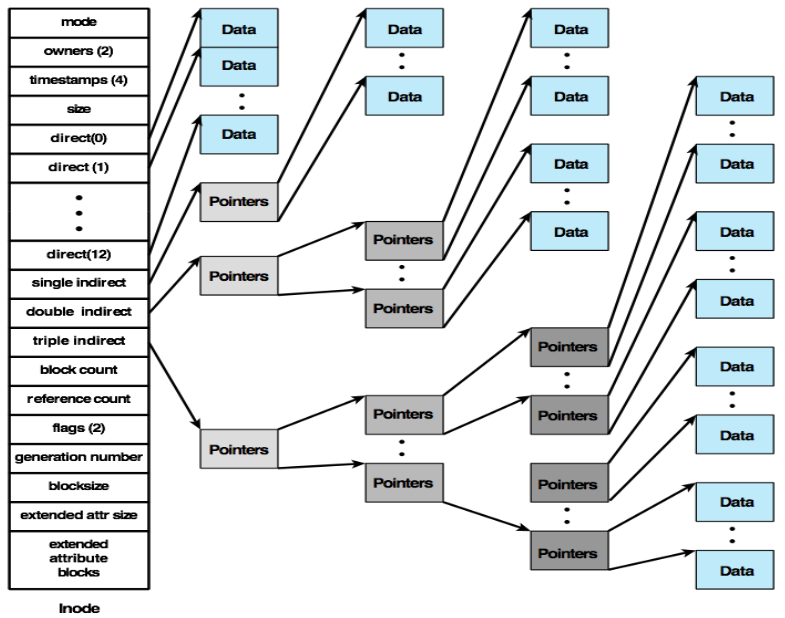 mode
owners (2)
timestamps (4)
size
direct(0)
direct (1)
direct(12)
single indirect
double indirect
triple indirect
block count
reference count
flags (2)
generation number
blocksize
extended attr size
extended
attribute
blocks
Inode
Data
Data
Data
Pointers
Pointers
Pointers
Data
Data
Pointers
Pointers
Pointers
Pointers
Data
Data
Data
Data
Pointers
Pointers
Pointers
Pointers
Data
Data
Data
Data
Data
Data
Data
Data